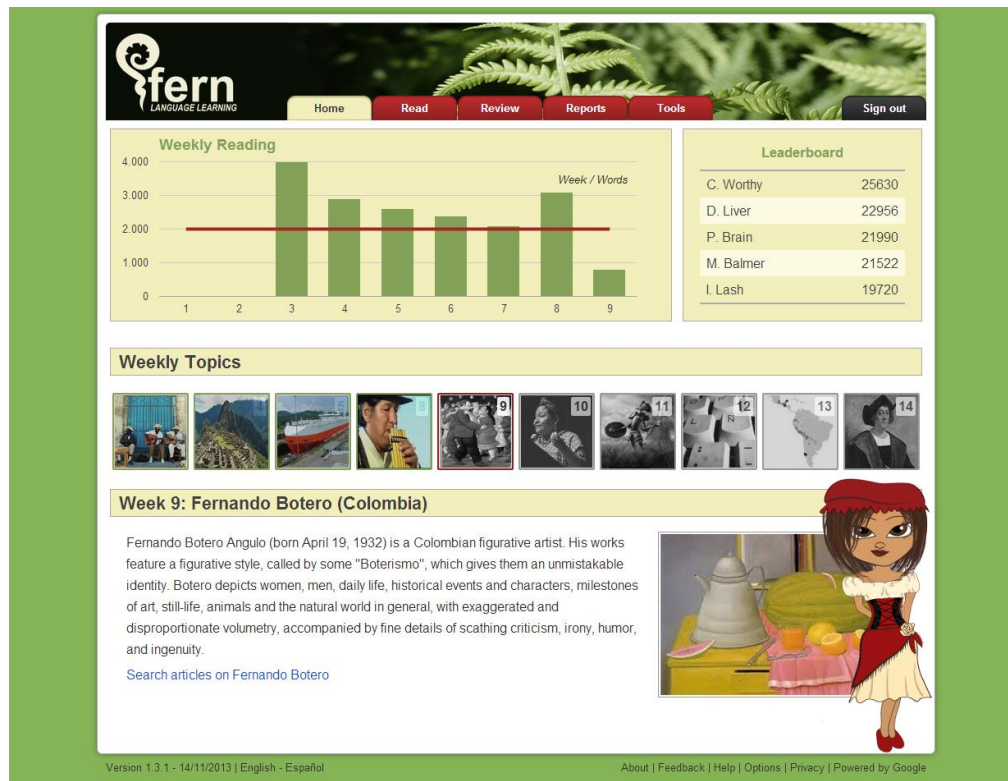 fern
LANGUAGE LEARNING
Home Read Review Reports Tools Sign out
Weekly Reading
Week / Words
4.000
3.000
2.000
1.000
0
1 2 3 4 5 6 7 8 9
Leaderboard
C. Worthy 25630
D. Liver 22956
P. Brain 21990
M. Balmer 21522
I. Lash 19720
Weekly Topics
4 5 8 9 10 11 12 13 14
Week 9: Fernando Botero (Colombia)
Fernando Botero Angulo (born April 19, 1932) is a Colombian figurative artist. His works
feature a figurative style, called by some "Boterismo", which gives them an unmistakable
identity. Botero depicts women, men, daily life, historical events and characters, milestones
of art, still-life, animals and the natural world in general, with exaggerated and
disproportionate volumetry, accompanied by fine details of scathing criticism, irony, humor,
and ingenuity.
Search articles on Fernando Botero
Version 1.3.1 - 14/11/2013 | English - Español
About | Feedback | Help | Options | Privacy | Powered by Google